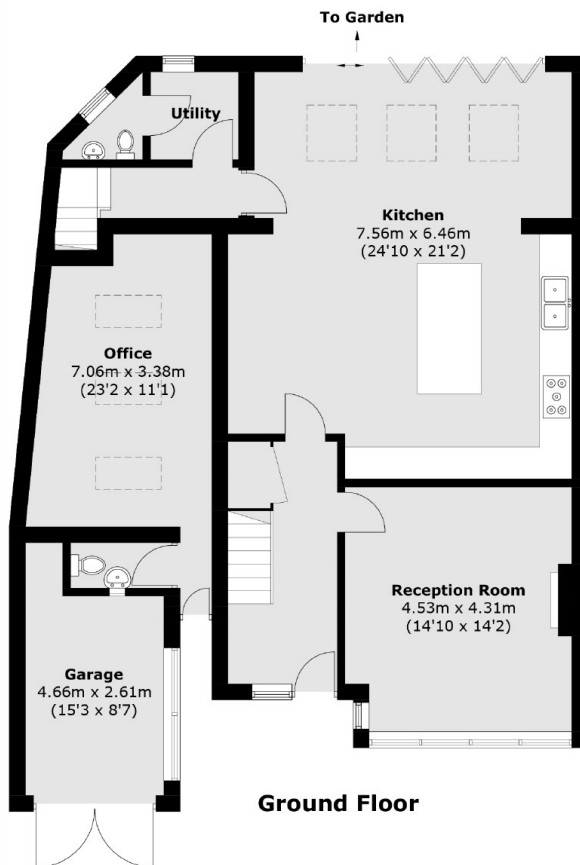 To Garden
Utility
Kitchen
7.56m x 6.46m
(24'10 x 21'2)
Office
7.06m x 3.38m
(23'2 x 11'1)
Reception Room
4.53m x 4.31m
(14'10 x 14'2)
Garage
4.66m x 2.61m
(15'3 x 8'7)
Ground Floor